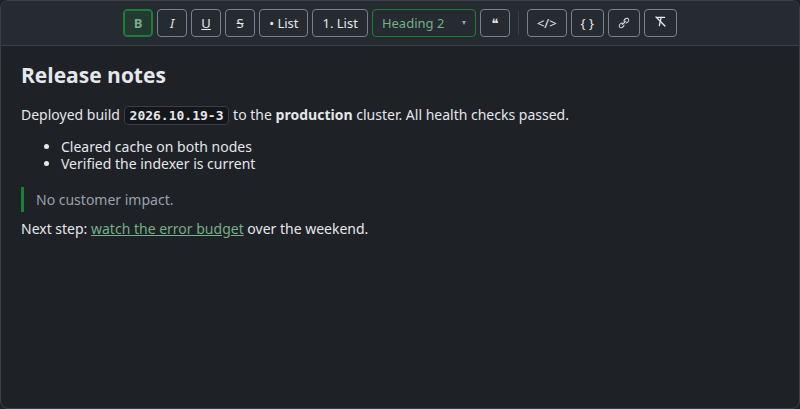 B I U S • List 1. List Heading 2 ❝ </> {}
Release notes
Deployed build 2026.10.19-3 to the production cluster. All health checks passed.
• Cleared cache on both nodes
• Verified the indexer is current
No customer impact.
Next step: watch the error budget over the weekend.